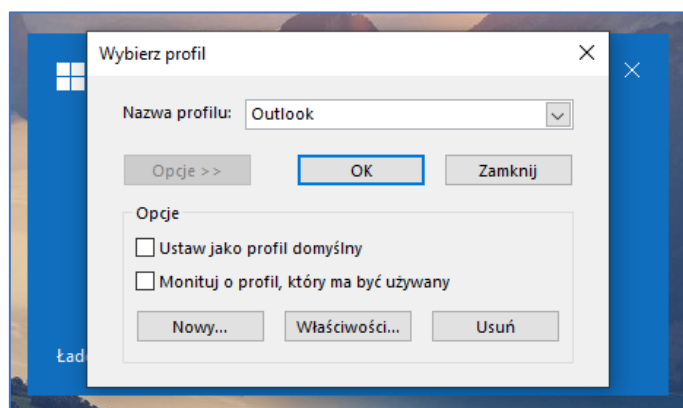 Wybierz profil
Nazwa profilu: Outlook
Opcje >> OK Zamknij
Opcje
Ustaw jako profil domyślny
Monituj o profil, który ma być używany
Nowy... Właściwości... Usuń